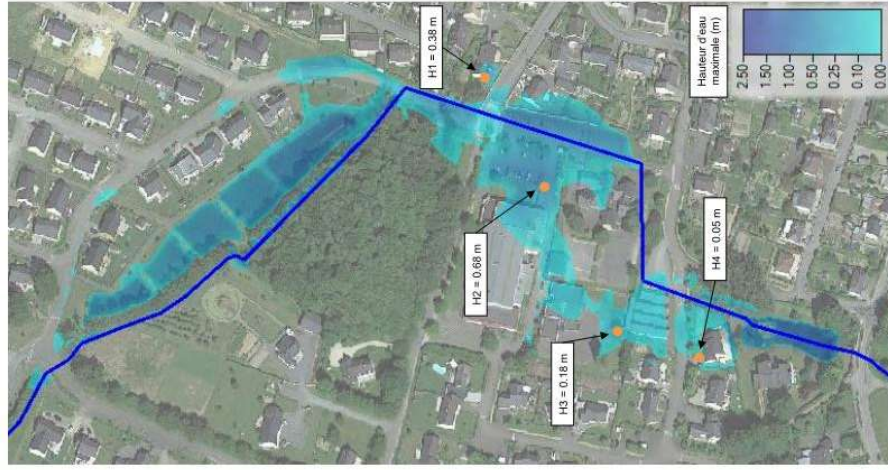 H1 = 0.38 m
H2 = 0.68 m
H3 = 0.18 m
H4 = 0.05 m
Hauteur d'eau
maximale (m)
2.50
1.50
1.00
0.50
0.25
0.10
0.00